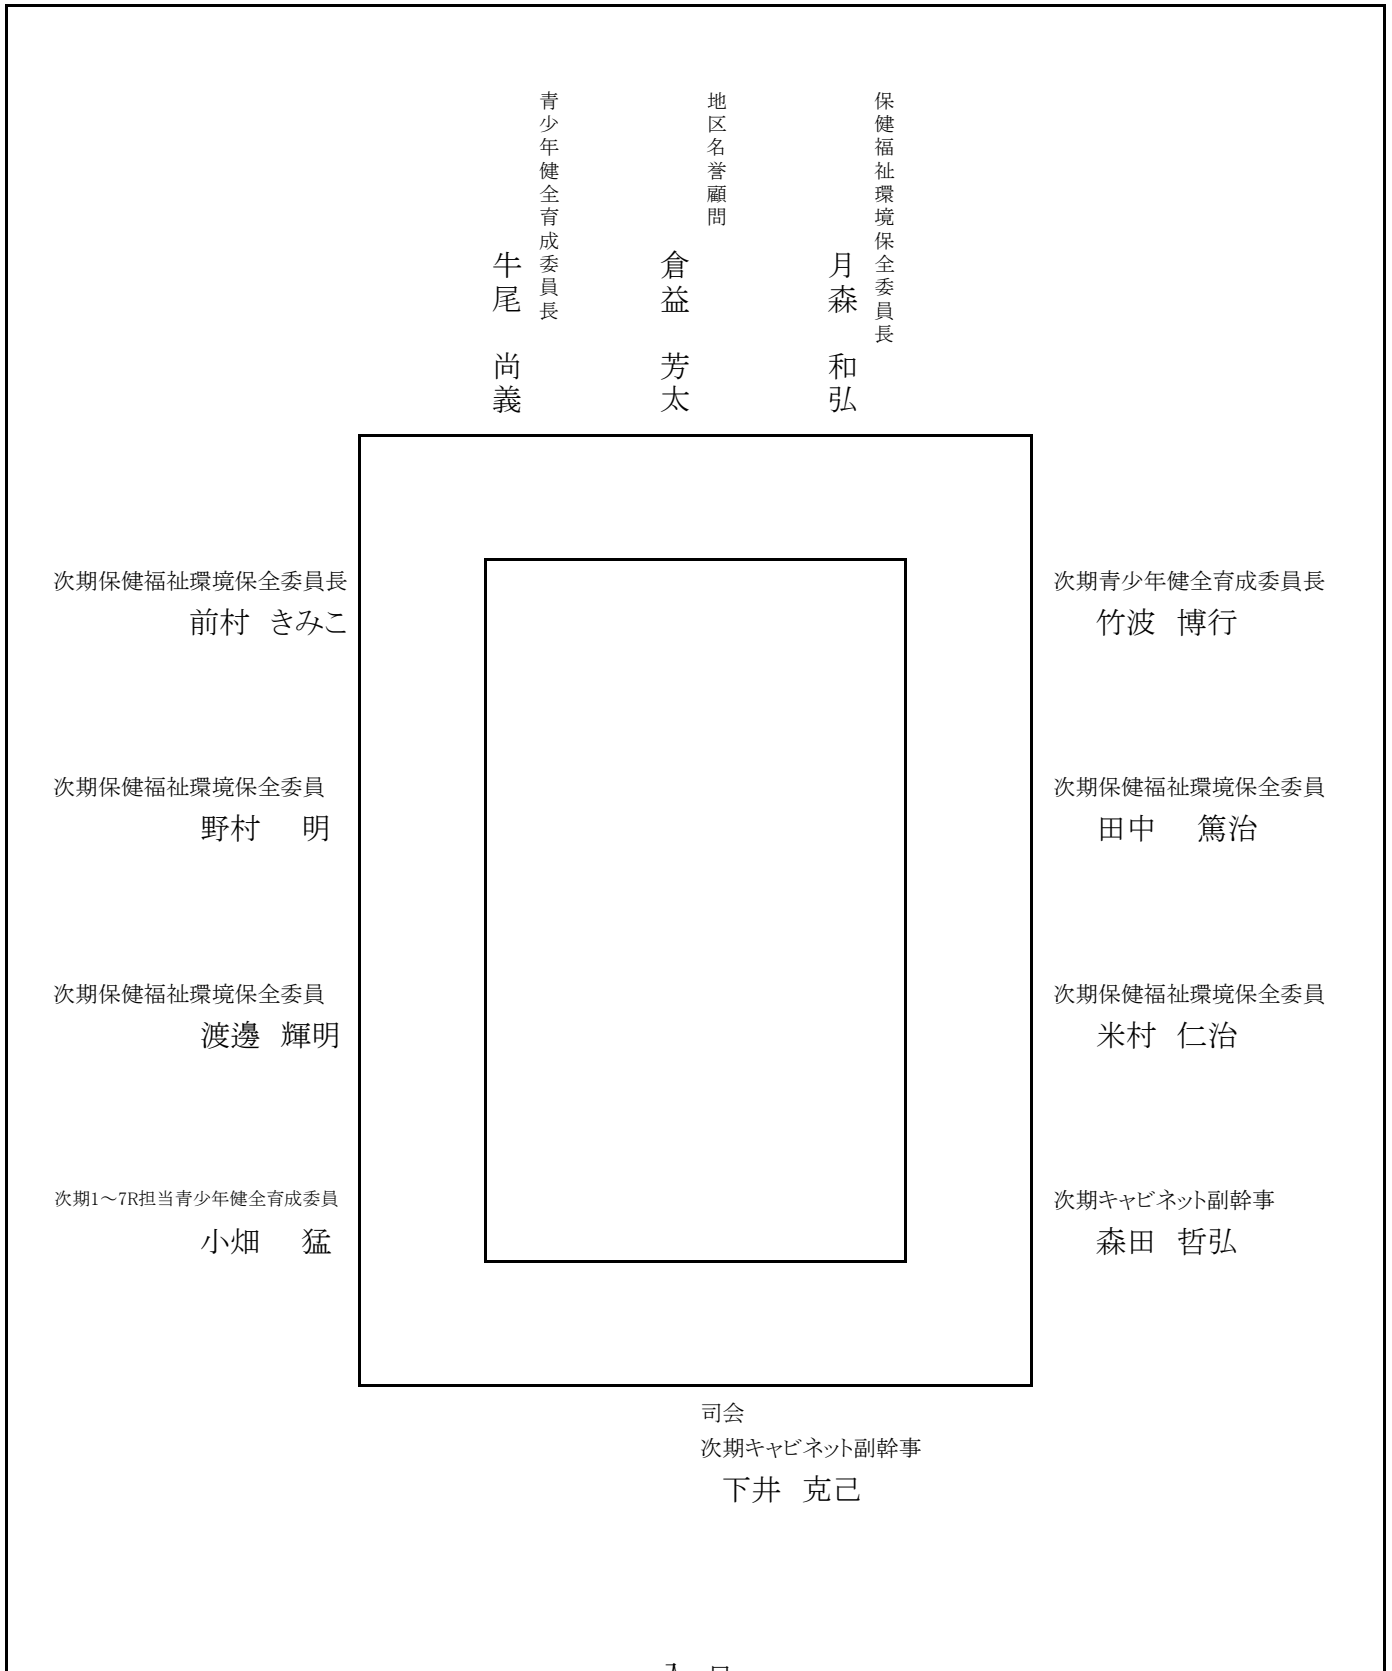 保健福祉環境保全委員長
月森　和弘
地区名誉顧問
倉益　芳太
青少年健全育成委員長
牛尾　尚義
次期保健福祉環境保全委員長
前村　きみこ
次期青少年健全育成委員長
竹波　博行
次期保健福祉環境保全委員
野村　明
次期保健福祉環境保全委員
田中　篤治
次期保健福祉環境保全委員
渡邊　輝明
次期保健福祉環境保全委員
米村　仁治
次期1～7R担当青少年健全育成委員
小畑　猛
次期キャビネット副幹事
森田　哲弘
司会
次期キャビネット副幹事
下井　克己